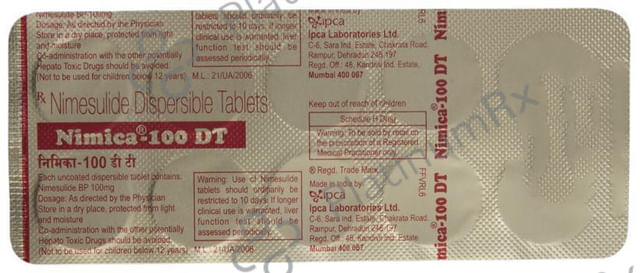 Nimesulide BP 100mg
Dosage: As directed by the Physician
Store in a dry place, protected from light
and moisture
Co-administration with the other potentially
Hepato Toxic Drugs should be avoided.
(Not to be used for children below 12 years) M.L.: 21/UA/2006
tablets should ordinarily be
restricted to 10 days. If longer
clinical use is warranted, liver
function test should be
assessed periodically.
ipca
Ipca Laboratories Ltd.
C-6, Sara Ind. Estate, Chakrata Road,
Rampur, Dehradun 248 197
Regd. Off.: 48, Kandivli Ind. Estate,
Mumbai 400 067
Rx Nimesulide Dispersible Tablets
Nimica®-100 DT
निमिका-100 डी टी
Each uncoated dispersible tablet contains:
Nimesulide BP 100mg
Dosage: As directed by the Physician
Store in a dry place, protected from light
and moisture
Co-administration with the other potentially
Hepato Toxic Drugs should be avoided.
(Not to be used for children below 12 years) M.L.: 21/UA/2006
Warning: Use of Nimesulide
tablets should ordinarily be
restricted to 10 days. If longer
clinical use is warranted, liver
function test should be
assessed periodically.
Keep out of reach of children
Schedule H Drug
Warning: To be sold by retail on
the prescription of a Registered
Medical Practitioner only.
® Regd. Trade Mark
Made in India by
ipca
Ipca Laboratories Ltd.
C-6, Sara Ind. Estate, Chakrata Road,
Rampur, Dehradun 248 197
Regd. Off.: 48, Kandivli Ind. Estate,
Mumbai 400 067
Nimica®-100 DT
Nimica®-100 DT
PlatinumRx